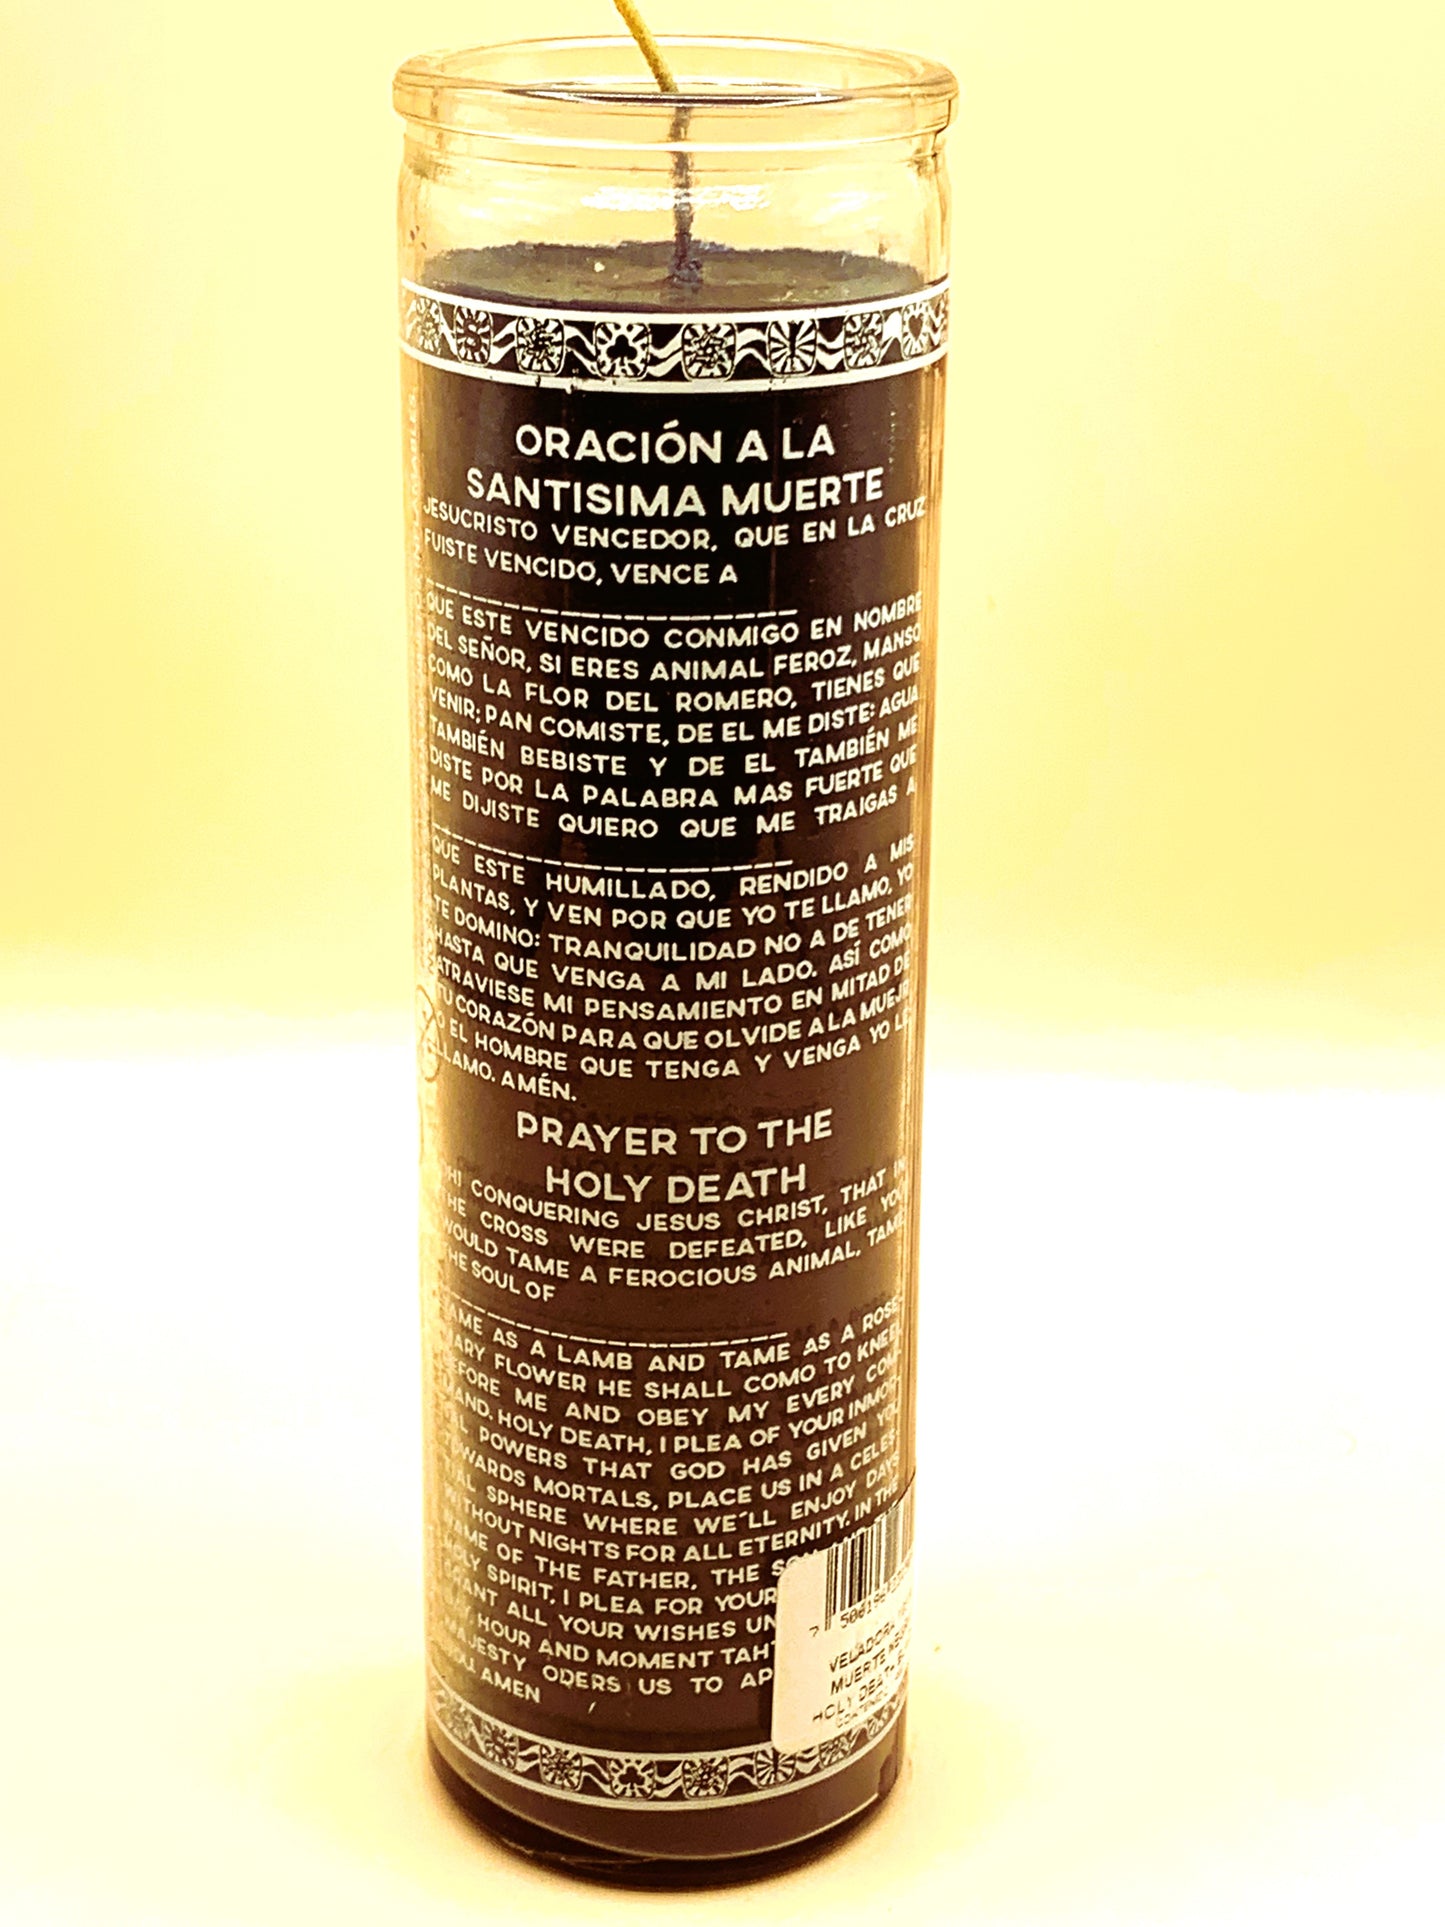 ORACIÓN A LA
SANTISIMA MUERTE
JESUCRISTO VENCEDOR, QUE EN LA CRUZ
FUISTE VENCIDO, VENCE A
____________________
QUE ESTE VENCIDO CONMIGO EN NOMBRE
DEL SEÑOR, SI ERES ANIMAL FEROZ, MANSO
COMO LA FLOR DEL ROMERO, TIENES QUE
VENIR; PAN COMISTE, DE EL ME DISTE: AGUA
TAMBIÉN BEBISTE Y DE EL TAMBIÉN ME
DISTE POR LA PALABRA MAS FUERTE QUE
ME DIJISTE QUIERO QUE ME TRAIGAS A
____________________
QUE ESTE HUMILLADO, RENDIDO A MIS
PLANTAS, Y VEN POR QUE YO TE LLAMO, YO
TE DOMINO: TRANQUILIDAD NO A DE TENER
HASTA QUE VENGA A MI LADO. ASÍ COMO
ATRAVIESE MI PENSAMIENTO EN MITAD DE
TU CORAZÓN PARA QUE OLVIDE A LA MUEJR
O EL HOMBRE QUE TENGA Y VENGA YO LE
LLAMO. AMÉN.
PRAYER TO THE
HOLY DEATH
OH! CONQUERING JESUS CHRIST, THAT IN
THE CROSS WERE DEFEATED, LIKE YOU
WOULD TAME A FEROCIOUS ANIMAL, TAME
THE SOUL OF
____________________
TAME AS A LAMB AND TAME AS A ROSE-
MARY FLOWER HE SHALL COMO TO KNEEL
BEFORE ME AND OBEY MY EVERY COM-
MAND. HOLY DEATH, I PLEA OF YOUR INMOR-
TAL POWERS THAT GOD HAS GIVEN YOU
TOWARDS MORTALS, PLACE US IN A CELES-
TIAL SPHERE WHERE WE´LL ENJOY DAYS
WITHOUT NIGHTS FOR ALL ETERNITY. IN THE
NAME OF THE FATHER, THE
HOLY SPIRIT, I PLEA FOR YOUR
GRANT ALL YOUR WISHES
HOUR AND MOMENT
MAJESTY ODERS US TO
YOU AMEN
VELADORA
MUERTE
HOLY DEATH